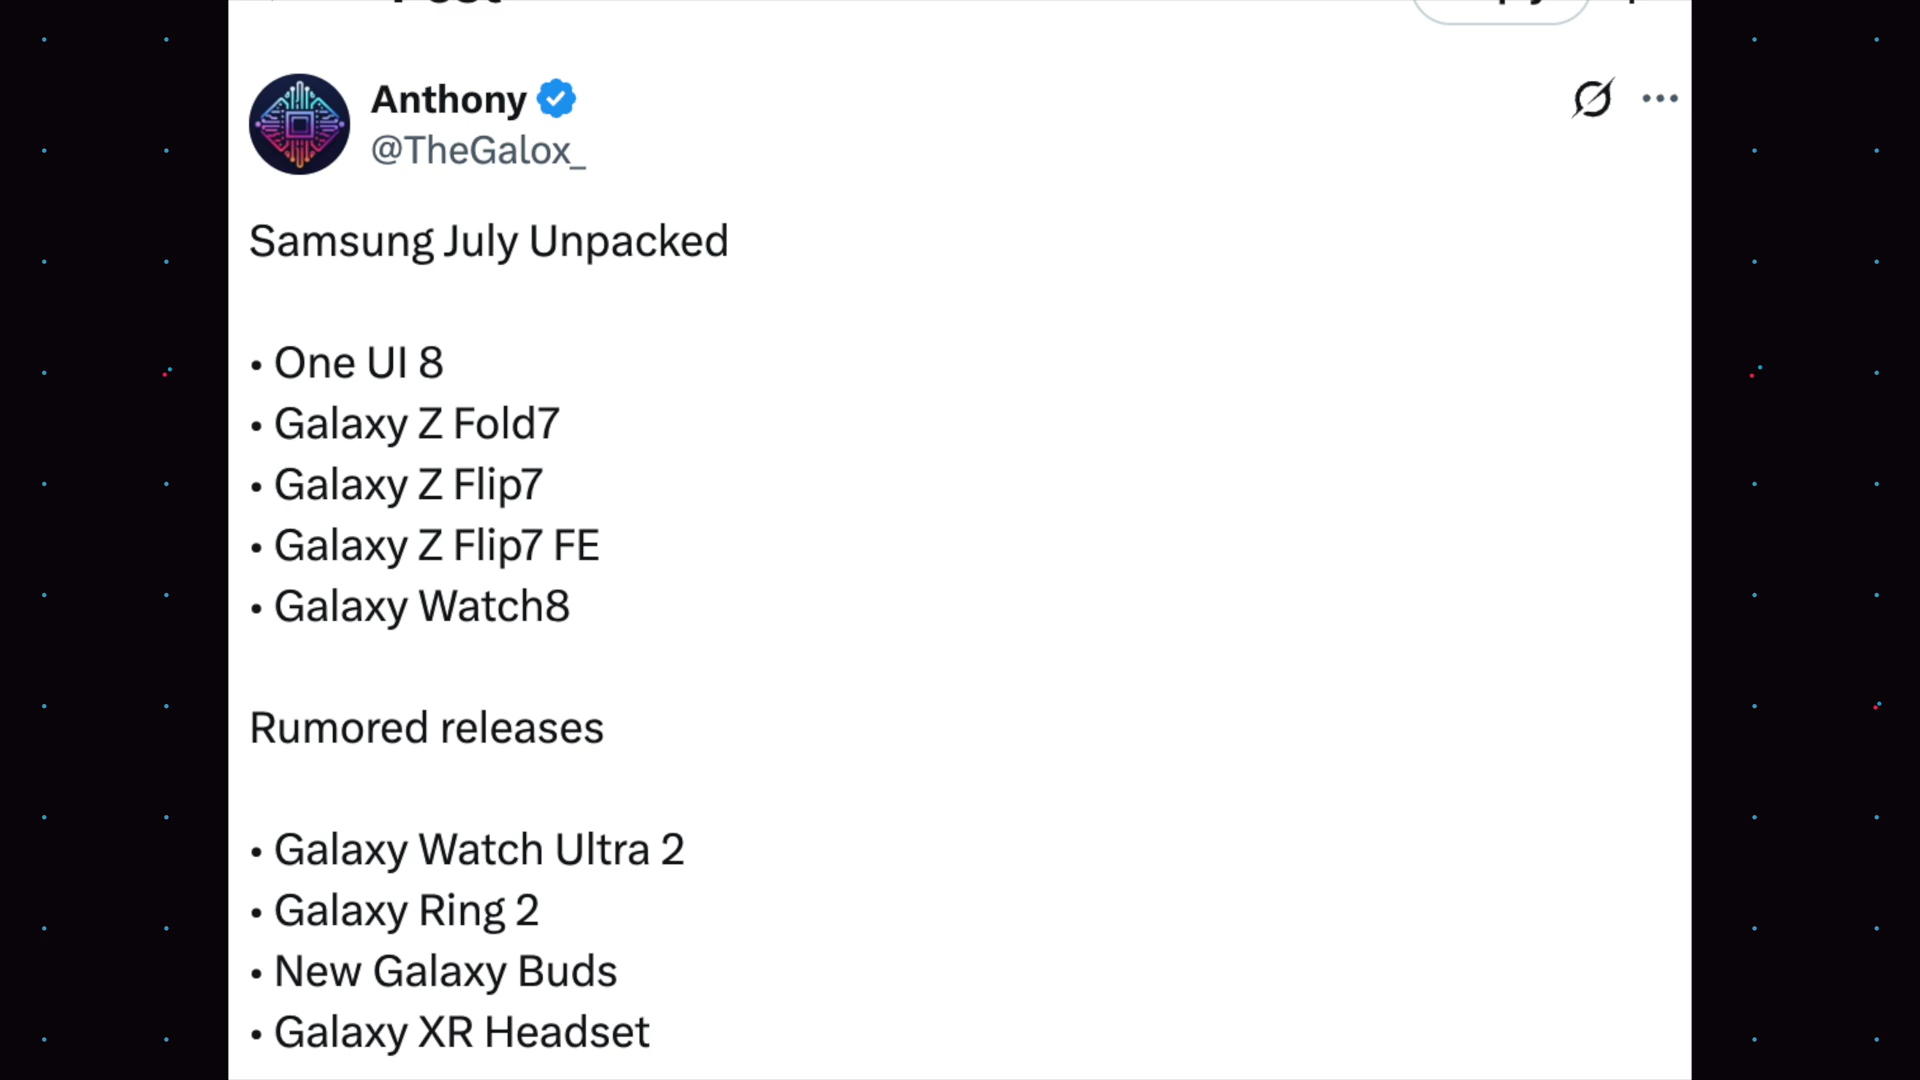 Anthony
@TheGalox_
Samsung July Unpacked
• One UI 8
• Galaxy Z Fold7
• Galaxy Z Flip7
• Galaxy Z Flip7 FE
• Galaxy Watch8
Rumored releases
• Galaxy Watch Ultra 2
• Galaxy Ring 2
• New Galaxy Buds
• Galaxy XR Headset